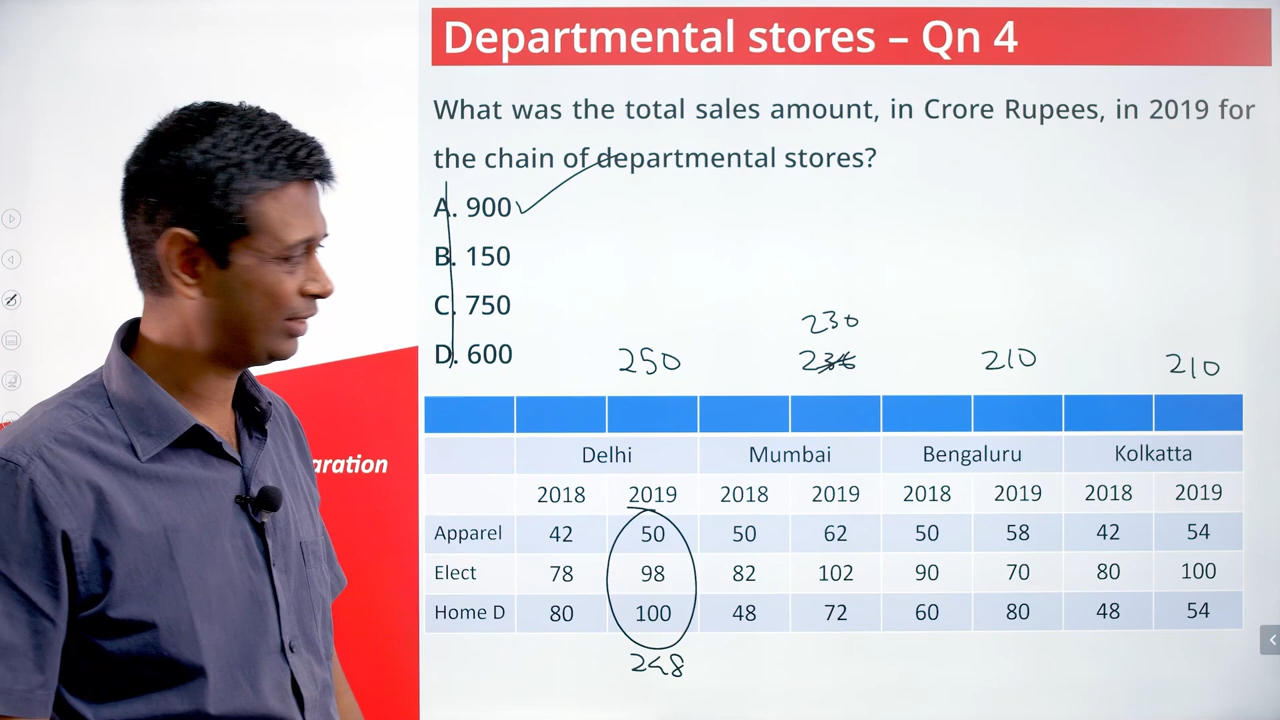 Departmental stores – Qn 4
What was the total sales amount, in Crore Rupees, in 2019 for
the chain of departmental stores?
A. 900
B. 150
C. 750
D. 600
230
250 236 210 210
Delhi Mumbai Bengaluru Kolkatta
2018 2019 2018 2019 2018 2019 2018 2019
Apparel 42 50 50 62 50 58 42 54
Elect 78 98 82 102 90 70 80 100
Home D 80 100 48 72 60 80 48 54
248
aration